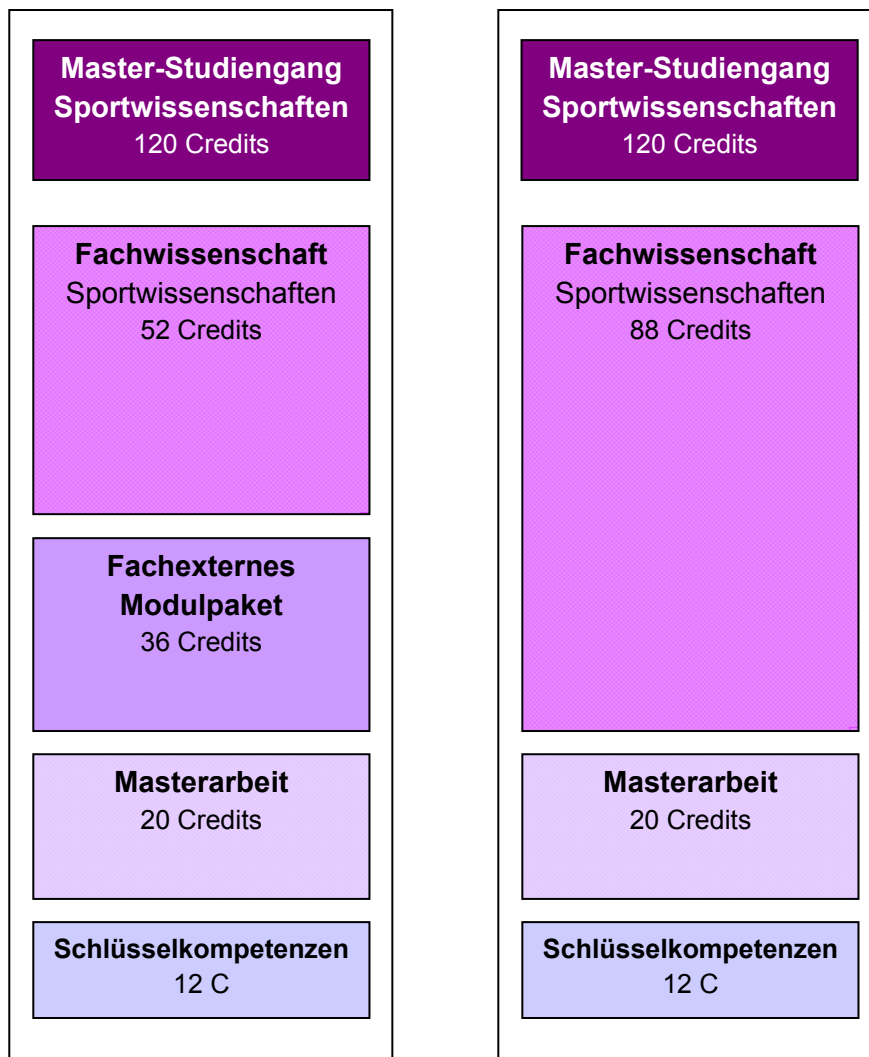 Master-Studiengang
Sportwissenschaften
120 Credits
Fachwissenschaft
Sportwissenschaften
52 Credits
Fachexternes
Modulpaket
36 Credits
Masterarbeit
20 Credits
Schlüsselkompetenzen
12 C
Master-Studiengang
Sportwissenschaften
120 Credits
Fachwissenschaft
Sportwissenschaften
88 Credits
Masterarbeit
20 Credits
Schlüsselkompetenzen
12 C